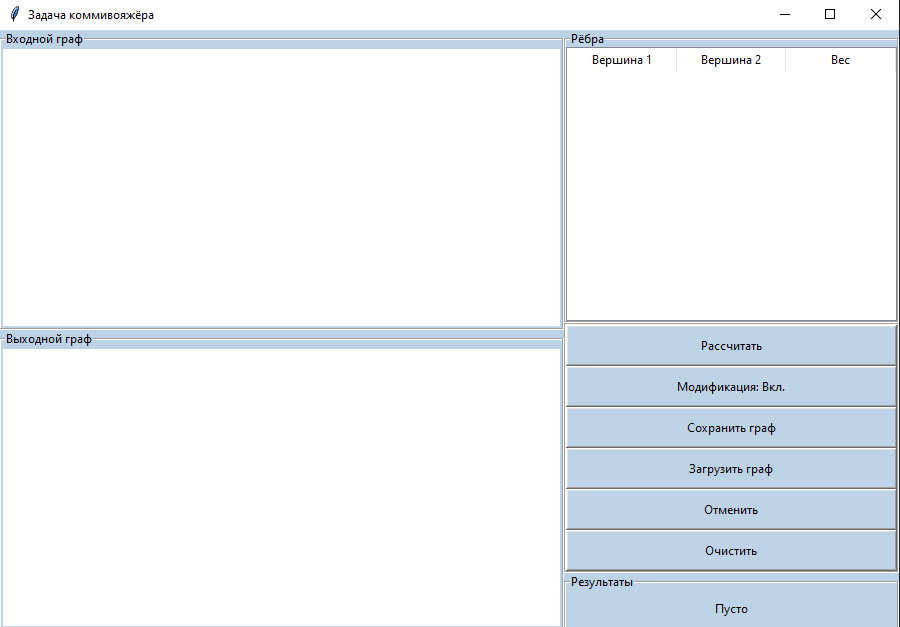 Задача коммивояжёра
Входной граф
Рёбра
Вершина 1
Вершина 2
Вес
Выходной граф
Рассчитать
Модификация: Вкл.
Сохранить граф
Загрузить граф
Отменить
Очистить
Результаты
Пусто